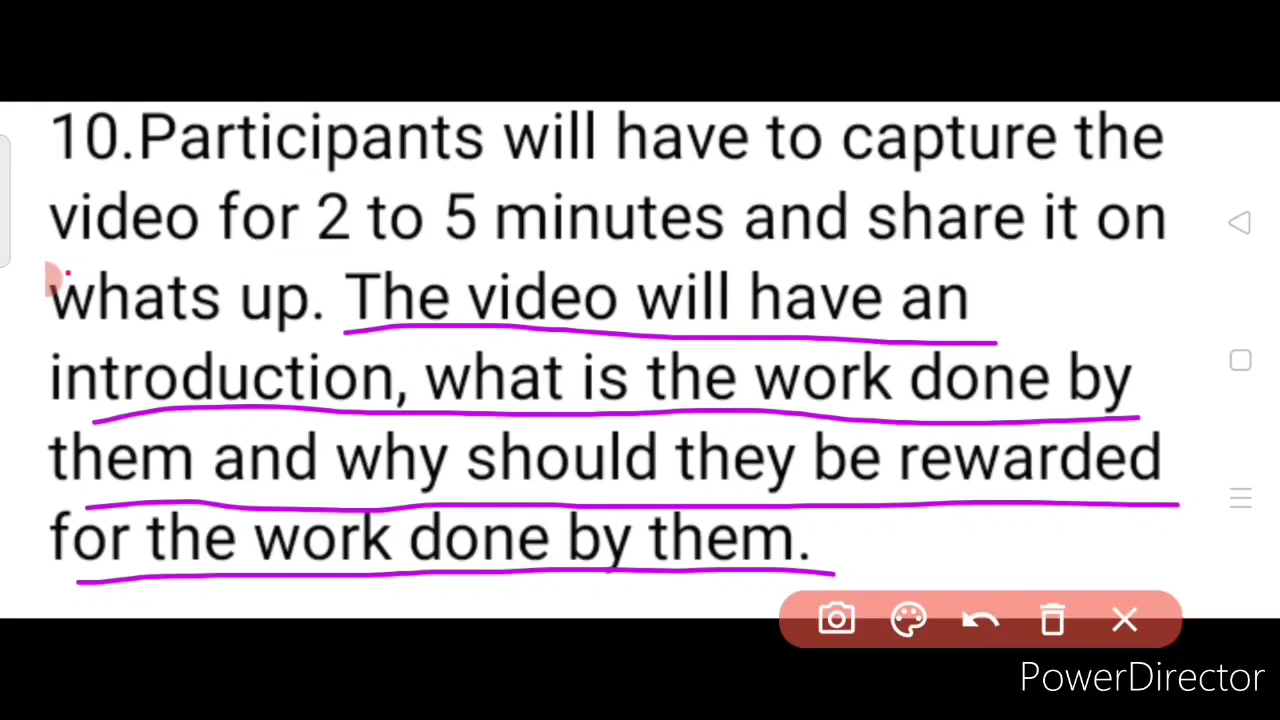 10.Participants will have to capture the
video for 2 to 5 minutes and share it on
whats up. The video will have an
introduction, what is the work done by
them and why should they be rewarded
for the work done by them.
PowerDirector